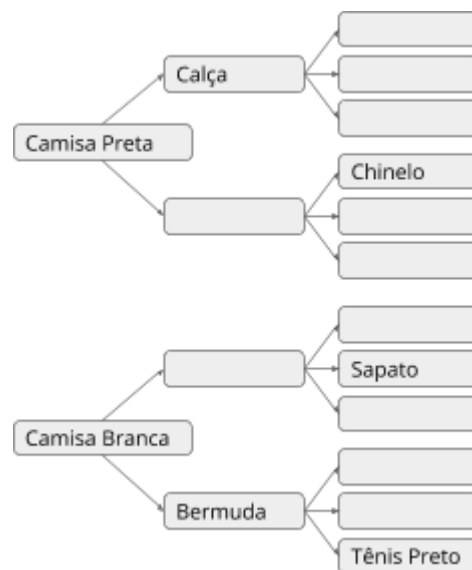 Calça
Camisa Preta
Chinelo
Sapato
Camisa Branca
Bermuda
Tênis Preto